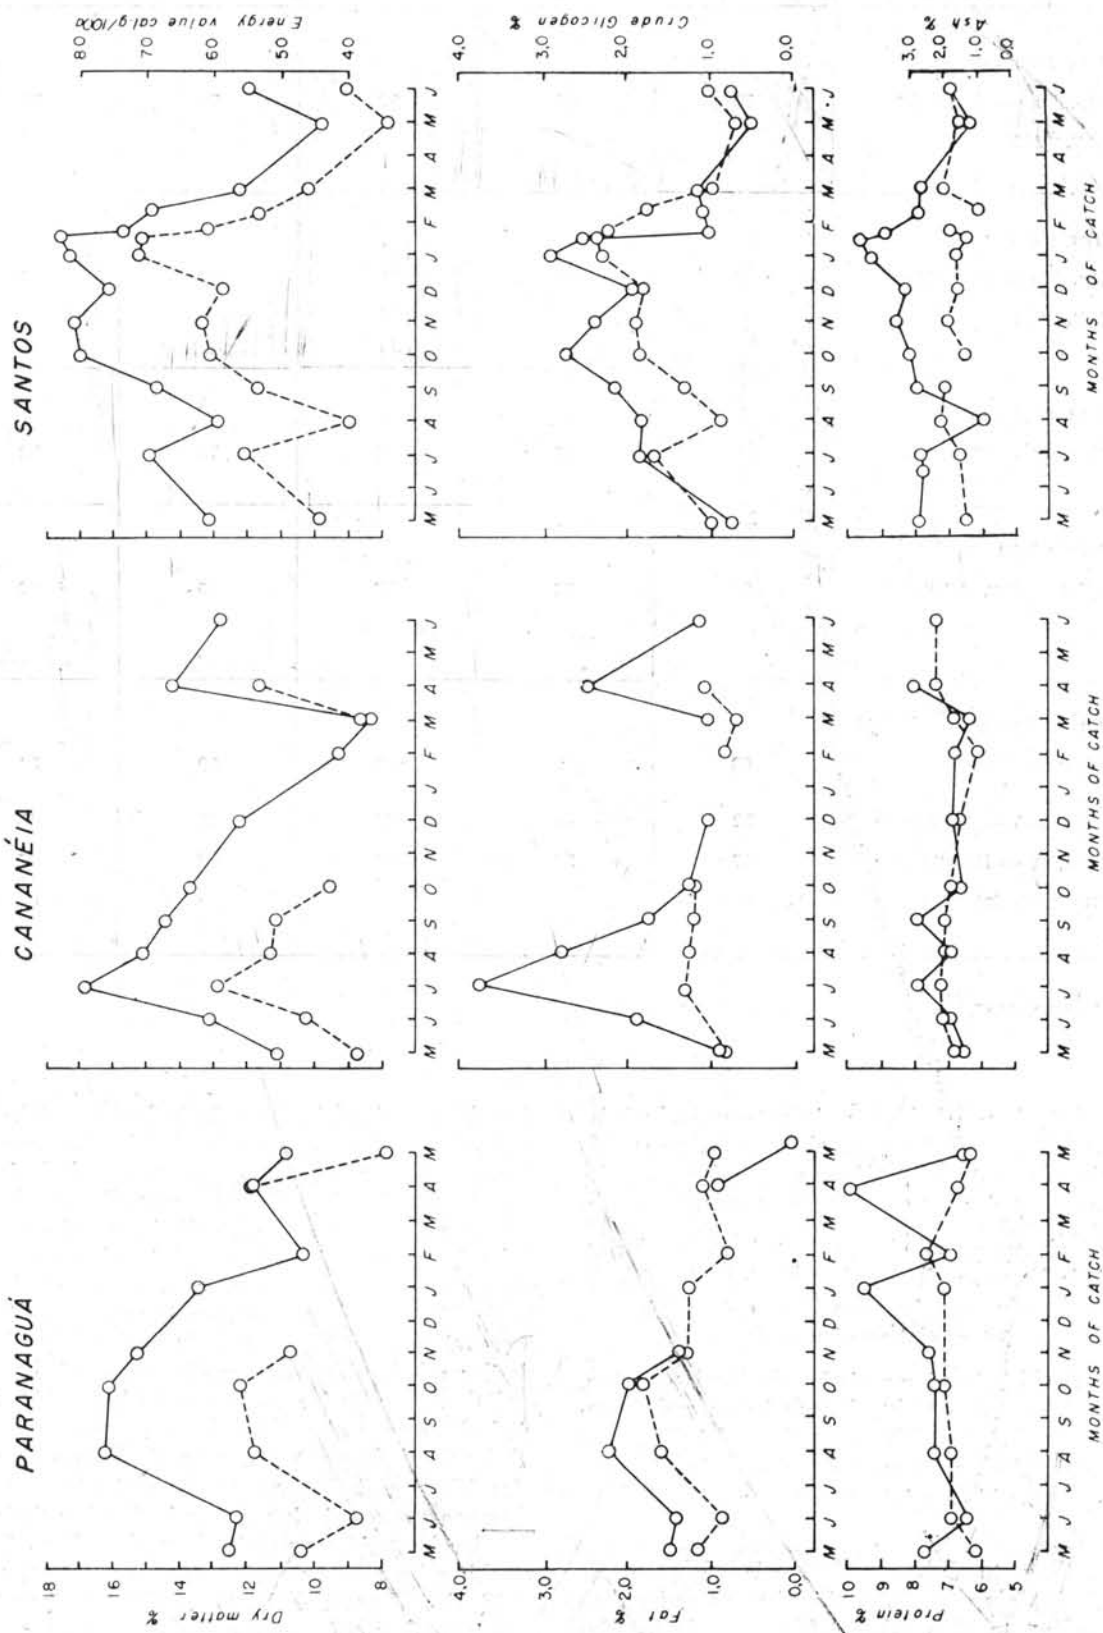 PARANAGUÁ
CANANÉIA
SANTOS
Dry matter %
18
16
14
12
10
8
M J J A S O N D J F M A M
M J J A S O N D J F M A M J
M J J A S O N D J F M A M J
80
70
60
50
40
Energy value cal.g/100g
Fat %
4.0
3.0
2.0
1.0
0.0
M J J A S O N D J F M A M
M J J A S O N D J F M A M J
M J J A S O N D J F M A M J
4.0
3.0
2.0
1.0
0.0
Crude Glicogen %
Protein %
10
9
8
7
6
5
3.0
2.0
1.0
0.0
Ash %
M J J A S O N D J F M A M
M J J A S O N D J F M A M J
M J J A S O N D J F M A M J
MONTHS OF CATCH
MONTHS OF CATCH
MONTHS OF CATCH